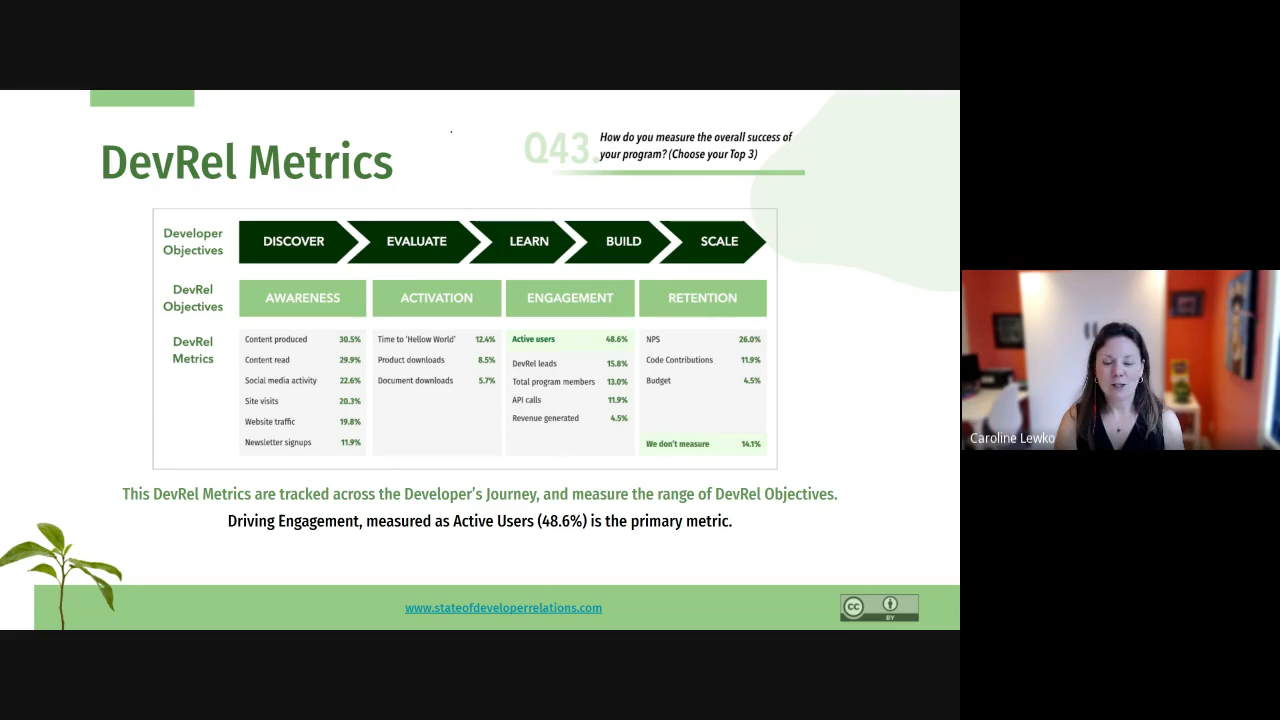 DevRel Metrics
Q43.
How do you measure the overall success of
your program? (Choose your Top 3)
Developer
Objectives
DISCOVER
EVALUATE
LEARN
BUILD
SCALE
DevRel
Objectives
AWARENESS
ACTIVATION
ENGAGEMENT
RETENTION
DevRel
Metrics
Content produced 30.5%
Content read 29.9%
Social media activity 22.6%
Site visits 20.3%
Website traffic 19.8%
Newsletter signups 11.9%
Time to 'Hellow World' 12.4%
Product downloads 8.5%
Document downloads 5.7%
Active users 48.6%
DevRel leads 15.8%
Total program members 13.0%
API calls 11.9%
Revenue generated 4.5%
NPS 26.0%
Code Contributions 11.9%
Budget 4.5%
We don't measure 14.1%
This DevRel Metrics are tracked across the Developer's Journey, and measure the range of DevRel Objectives.
Driving Engagement, measured as Active Users (48.6%) is the primary metric.
www.stateofdeveloperrelations.com
CC
BY
Caroline Lewko